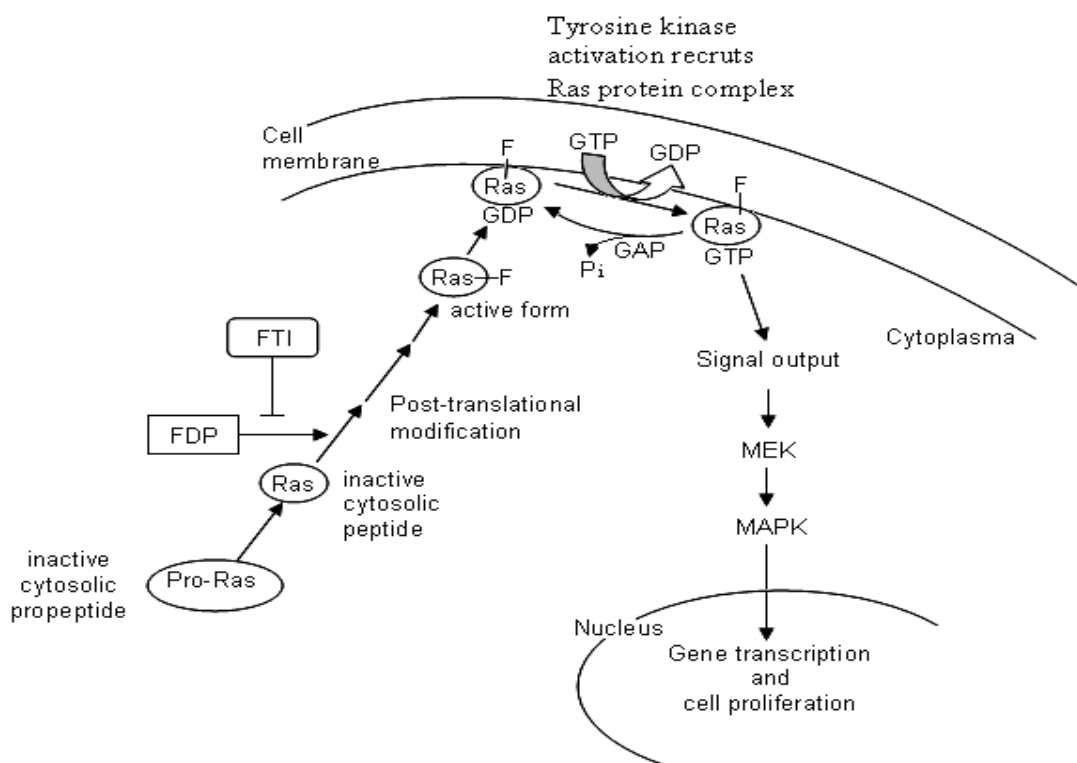 Tyrosine kinase
activation recruts
Ras protein complex
Cell
membrane
F
GTP
GDP
F
Ras
GDP
Ras
GTP
GAP
Pi
Ras
F
active form
FTI
Cytoplasma
Signal output
Post-translational
modification
FDP
MEK
Ras
inactive
cytosolic
peptide
MAPK
inactive
cytosolic
propeptide
Pro-Ras
Nucleus
Gene transcription
and
cell proliferation